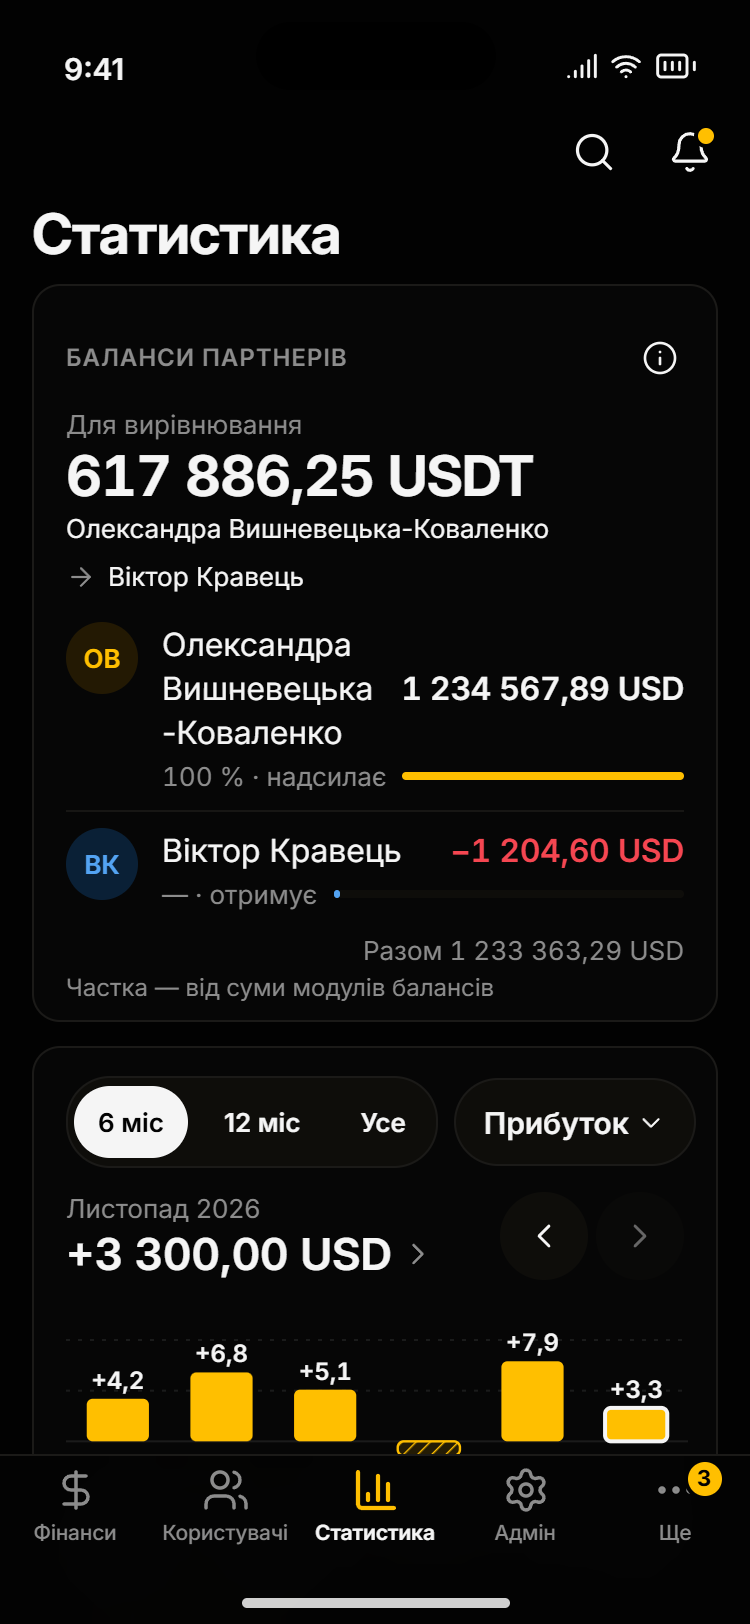 9:41
Статистика
БАЛАНСИ ПАРТНЕРІВ
Для вирівнювання
617 886,25 USDT
Олександра Вишневецька-Коваленко
→ Віктор Кравець
ОВ
Олександра
Вишневецька
-Коваленко
1 234 567,89 USD
100 % · надсилає
ВК
Віктор Кравець
−1 204,60 USD
— · отримує
Разом 1 233 363,29 USD
Частка — від суми модулів балансів
6 міс
12 міс
Усе
Прибуток
Листопад 2026
+3 300,00 USD
+4,2
+6,8
+5,1
+7,9
+3,3
Фінанси
Користувачі
Статистика
Адмін
3
Ще